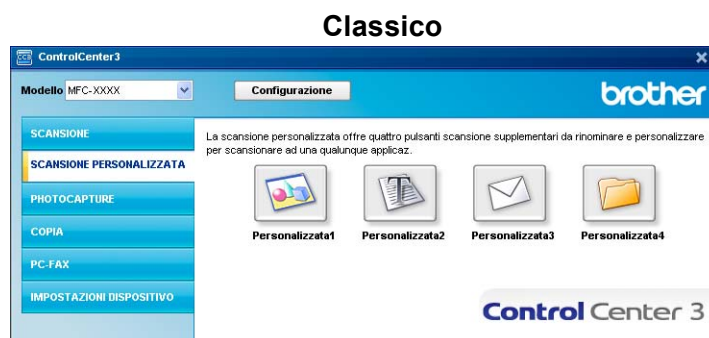 Classico
ControlCenter3
Modello MFC-XXXX
Configurazione
brother
SCANSIONE
SCANSIONE PERSONALIZZATA
PHOTOCAPTURE
COPIA
PC-FAX
IMPOSTAZIONI DISPOSITIVO
La scansione personalizzata offre quattro pulsanti scansione supplementari da rinominare e personalizzare
per scansionare ad una qualunque applicaz.
Personalizzata1
Personalizzata2
Personalizzata3
Personalizzata4
Control Center 3